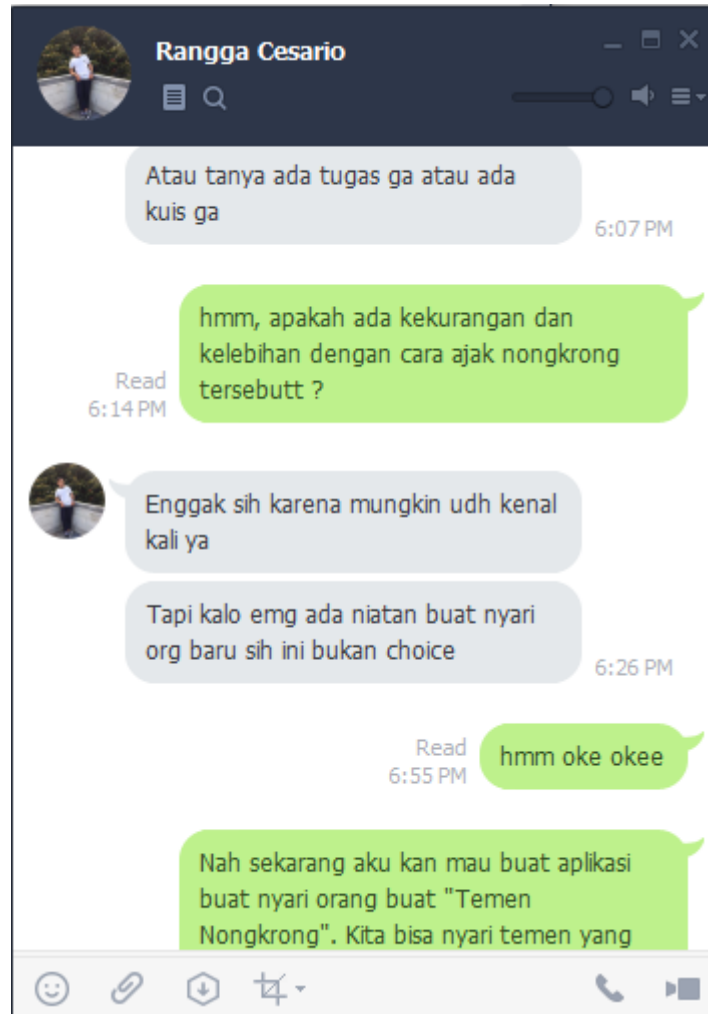 Rangga Cesario
Atau tanya ada tugas ga atau ada
kuis ga
6:07 PM
hmm, apakah ada kekurangan dan
kelebihan dengan cara ajak nongkrong
tersebutt ?
Read
6:14 PM
Enggak sih karena mungkin udh kenal
kali ya
Tapi kalo emg ada niatan buat nyari
org baru sih ini bukan choice
6:26 PM
Read
6:55 PM
hmm oke okee
Nah sekarang aku kan mau buat aplikasi
buat nyari orang buat "Temen
Nongkrong". Kita bisa nyari temen yang